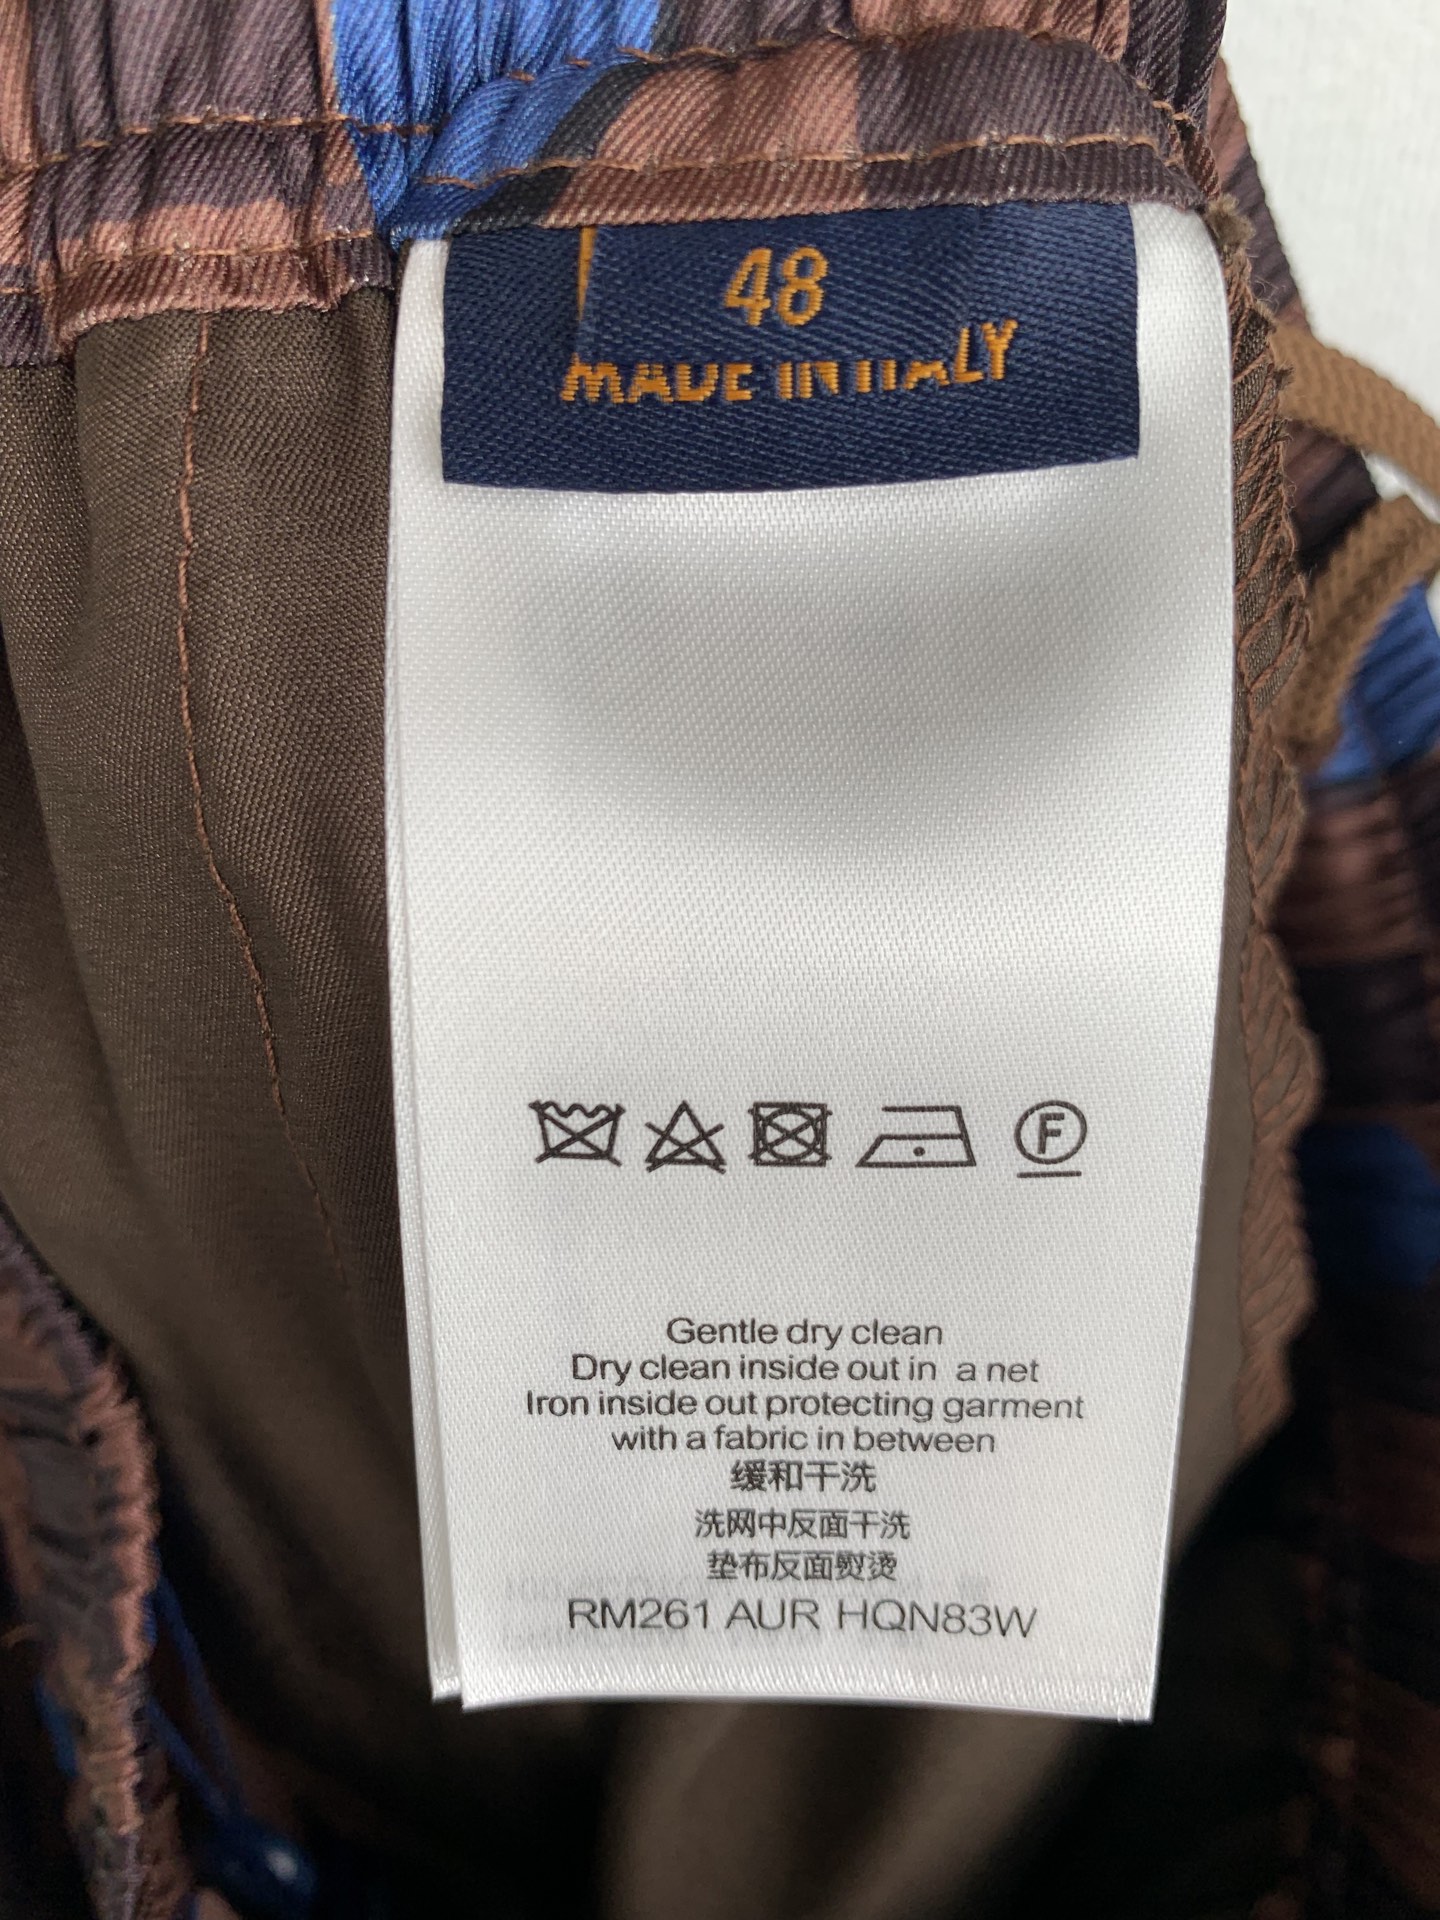 48
MADE IN ITALY
F
Gentle dry clean
Dry clean inside out in a net
Iron inside out protecting garment
with a fabric in between
缓和干洗
洗网中反面干洗
垫布反面熨烫
RM261 AUR HQN83W